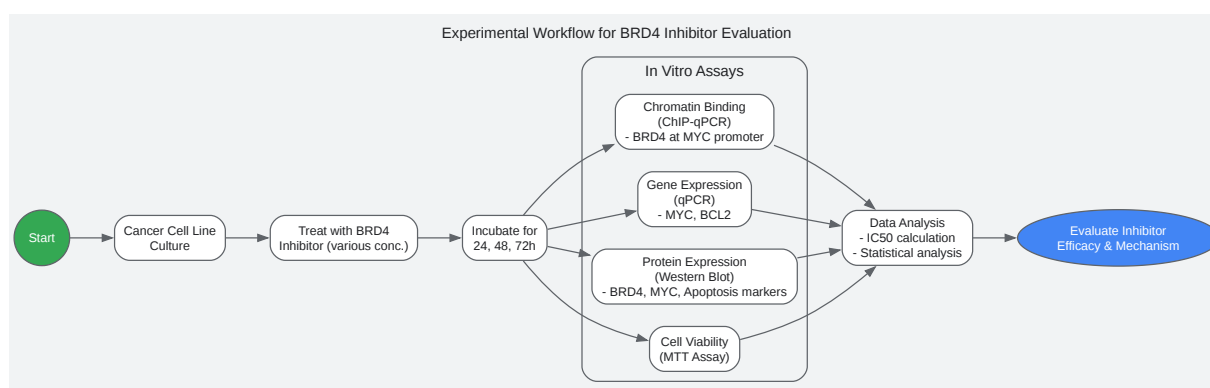 Experimental Workflow for BRD4 Inhibitor Evaluation
In Vitro Assays
Start
Cancer Cell Line
Culture
Treat with BRD4
Inhibitor (various conc.)
Incubate for
24, 48, 72h
Chromatin Binding
(ChIP-qPCR)
- BRD4 at MYC promoter
Gene Expression
(qPCR)
- MYC, BCL2
Protein Expression
(Western Blot)
- BRD4, MYC, Apoptosis markers
Cell Viability
(MTT Assay)
Data Analysis
- IC50 calculation
- Statistical analysis
Evaluate Inhibitor
Efficacy & Mechanism